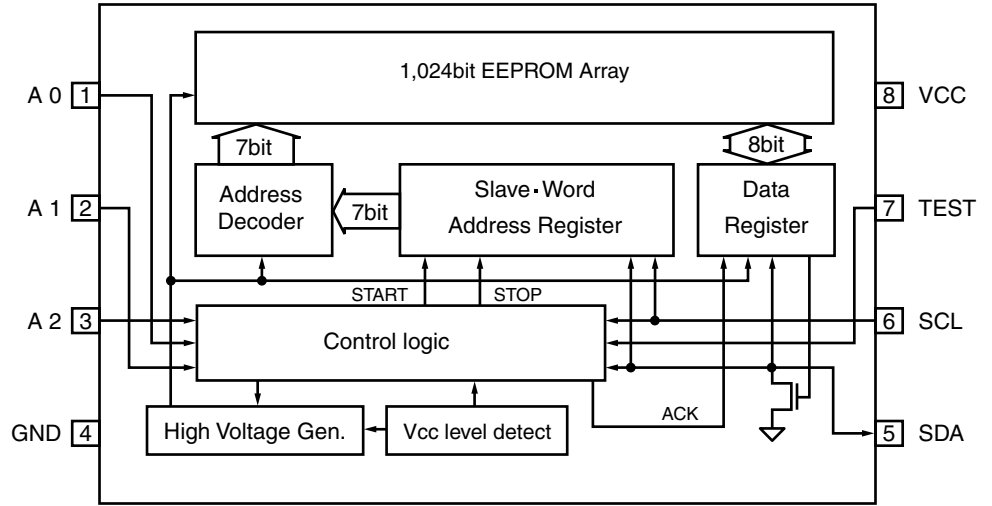 1,024bit EEPROM Array
A 0 1
8 VCC
7bit
8bit
Address
Decoder
7bit
Slave·Word
Address Register
Data
Register
A 1 2
7 TEST
START
STOP
A 2 3
6 SCL
Control logic
ACK
GND 4
High Voltage Gen.
Vcc level detect
5 SDA